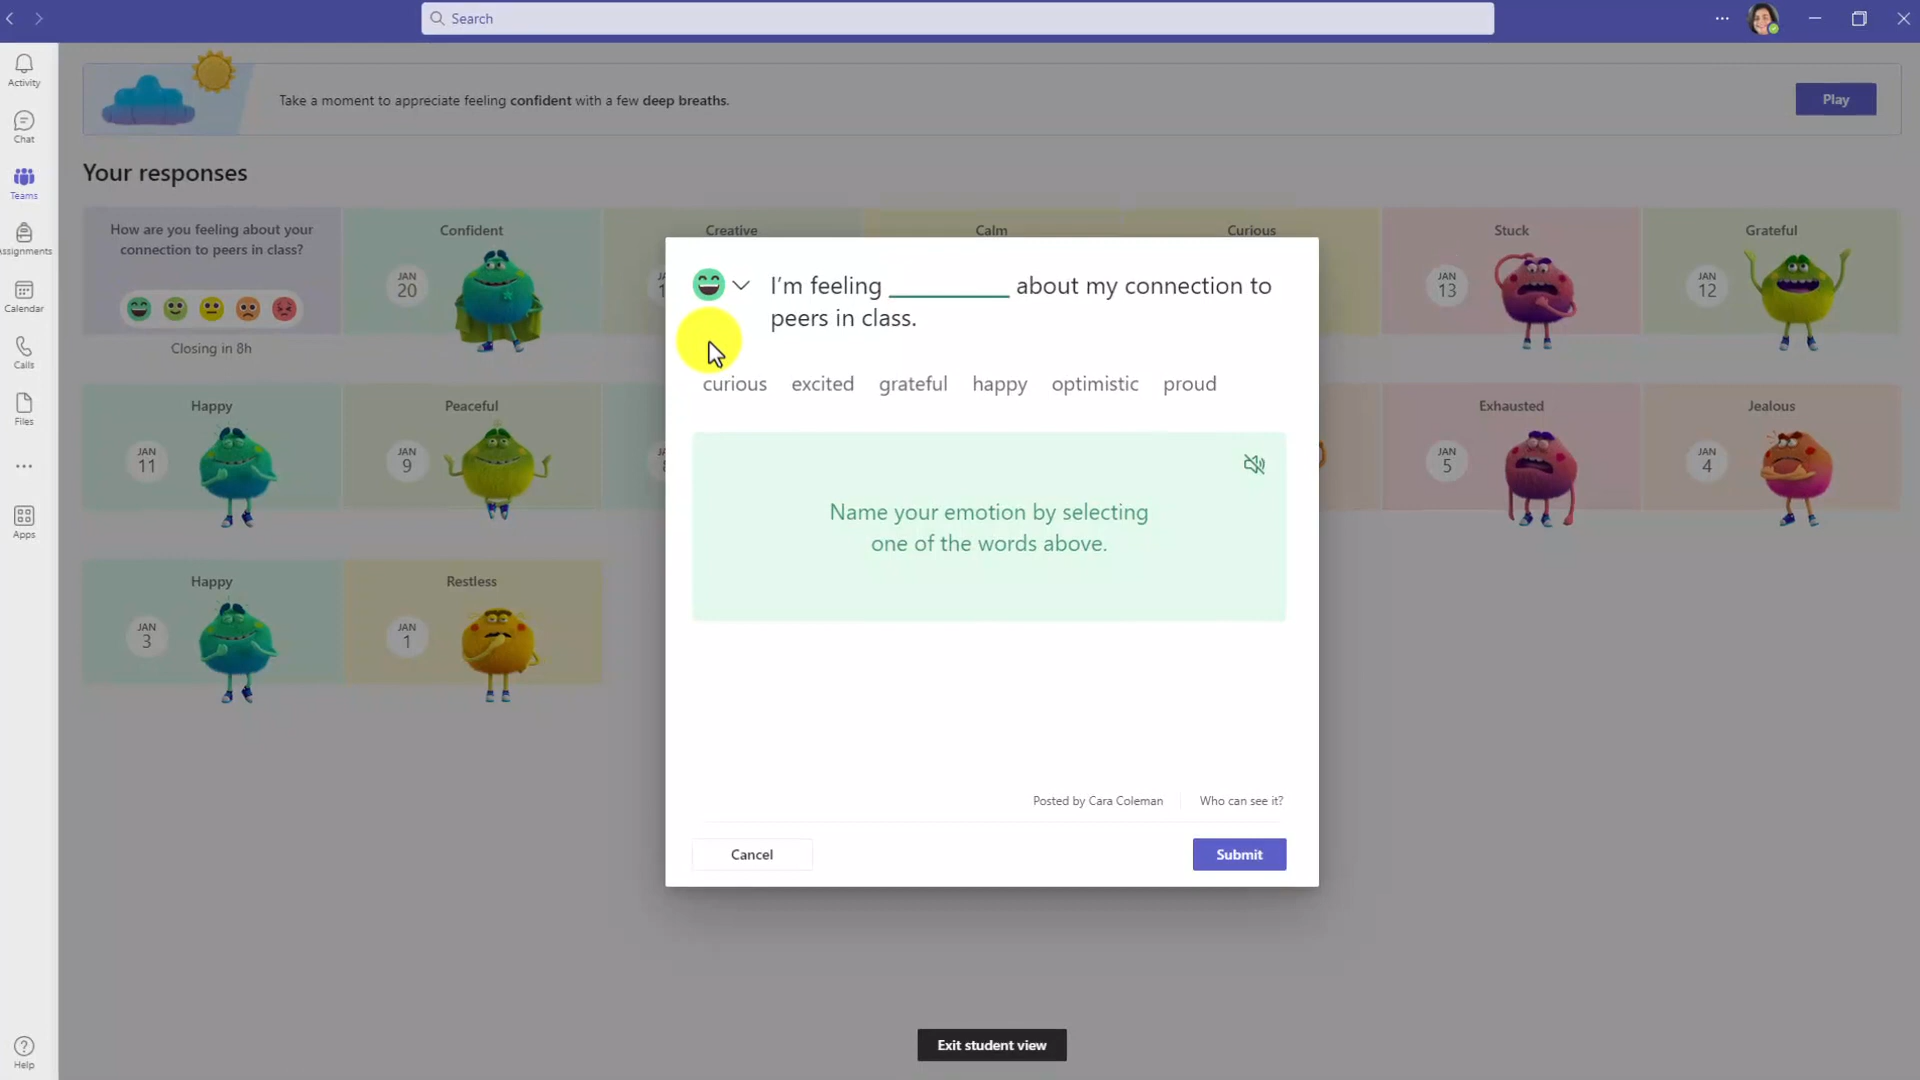 Search
Activity
Chat
Teams
Assignments
Calendar
Calls
Files
Apps
Help
Take a moment to appreciate feeling confident with a few deep breaths.
Play
Your responses
How are you feeling about your
connection to peers in class?
Closing in 8h
Confident
JAN
20
Creative
Calm
Curious
Stuck
JAN
13
Grateful
JAN
12
Happy
JAN
11
Peaceful
JAN
9
Exhausted
JAN
5
Jealous
JAN
4
Happy
JAN
3
Restless
JAN
1
I'm feeling __________ about my connection to
peers in class.
curious excited grateful happy optimistic proud
Name your emotion by selecting
one of the words above.
Posted by Cara Coleman
Who can see it?
Cancel
Submit
Exit student view